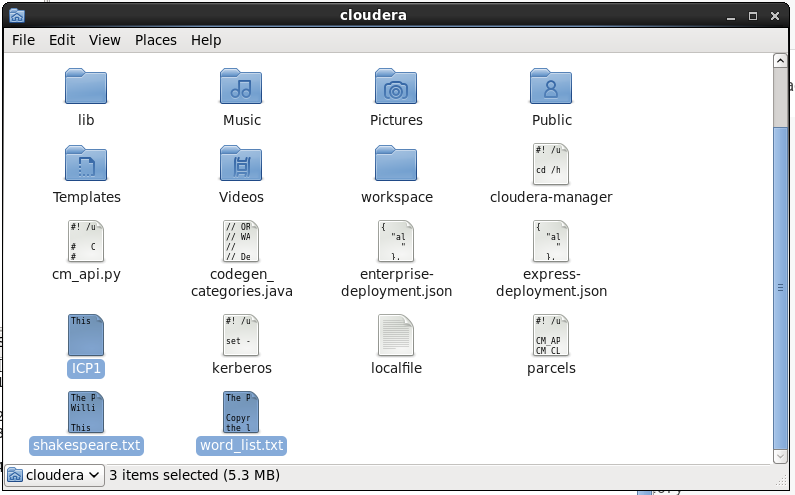 cloudera
File Edit View Places Help
lib Music Pictures Public
#! /u
cd /h
Templates Videos workspace cloudera-manager
#! /u // OR { {
# C // WA "al "al
// " "
# // De }, },
cm_api.py codegen_ enterprise- express-
categories.java deployment.json deployment.json
This #! /u #! /u
set - CM_AP
CM CL
ICP1 kerberos localfile parcels
The P The P
Willi
Copyr
This the l
shakespeare.txt word_list.txt
cloudera 3 items selected (5.3 MB)